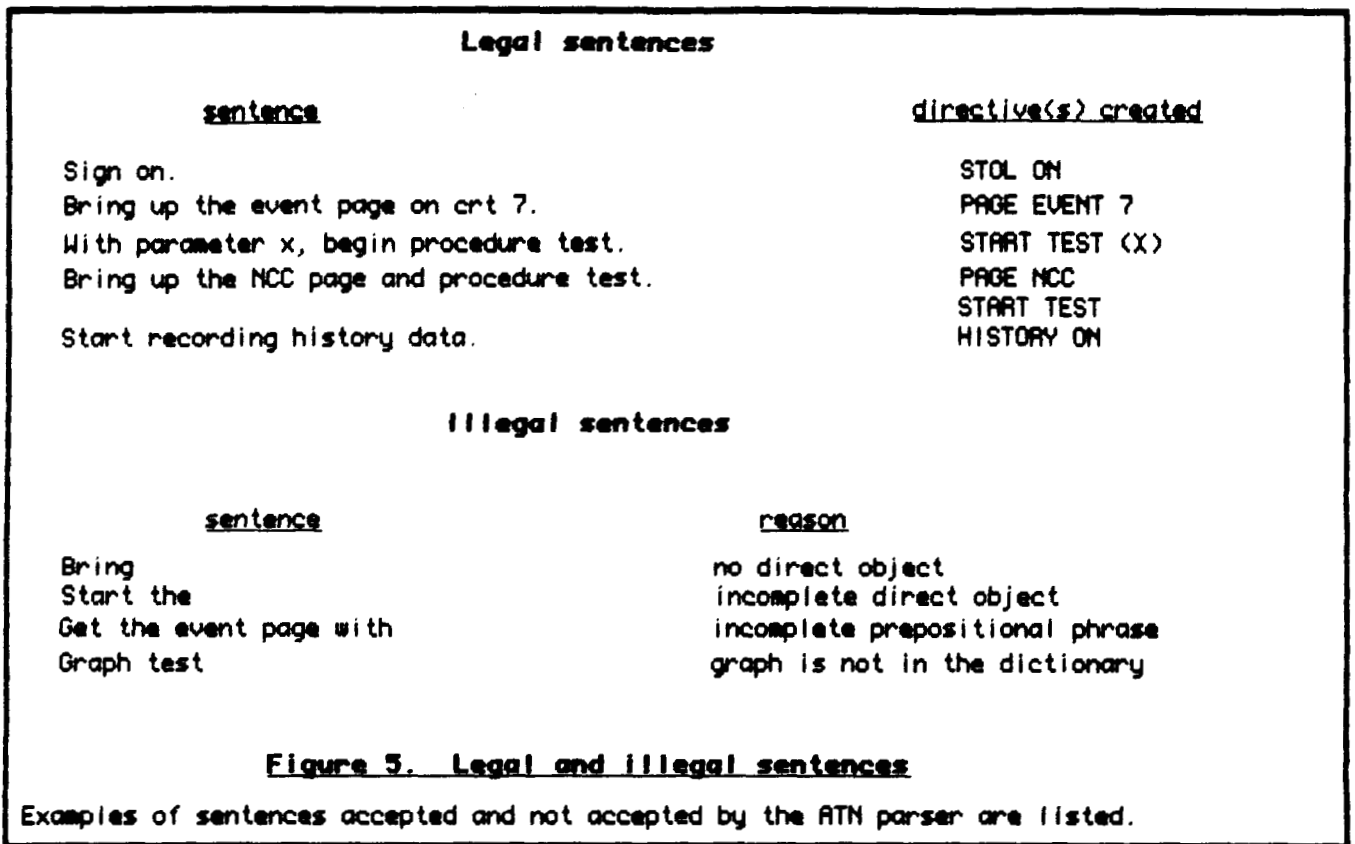 Legal sentences
sentence directive(s) created
Sign on. STOL ON
Bring up the event page on crt 7. PAGE EVENT 7
With parameter x, begin procedure test. START TEST (X)
Bring up the NCC page and procedure test. PAGE NCC
START TEST
Start recording history data. HISTORY ON
Illegal sentences
sentence reason
Bring no direct object
Start the incomplete direct object
Get the event page with incomplete prepositional phrase
Graph test graph is not in the dictionary
Figure 5. Legal and illegal sentences
Examples of sentences accepted and not accepted by the ATN parser are listed.